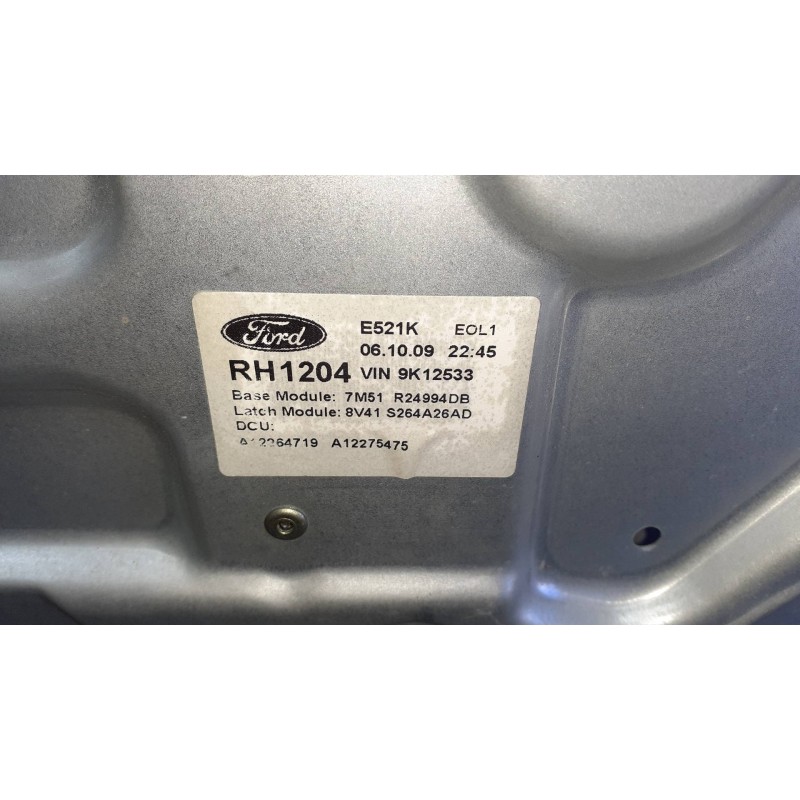 Ford E521K EOL1
06.10.09 22:45
RH1204 VIN 9K12533
Base Module: 7M51 R24994DB
Latch Module: 8V41 S264A26AD
DCU:
A12264719 A12275475